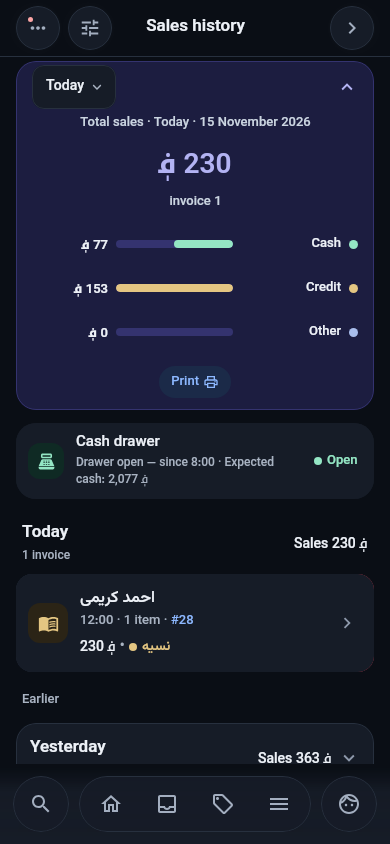 Sales history
Today
Total sales · Today · 15 November 2026
230 ؋
invoice 1
77 ؋
Cash
153 ؋
Credit
0 ؋
Other
Print
Cash drawer
Drawer open — since 8:00 · Expected
cash: 2,077 ؋
Open
Today
1 invoice
Sales 230 ؋
احمد کریمی
12:00 · 1 item · #28
230 ؋ • نسیه
Earlier
Yesterday
Sales 363 ؋